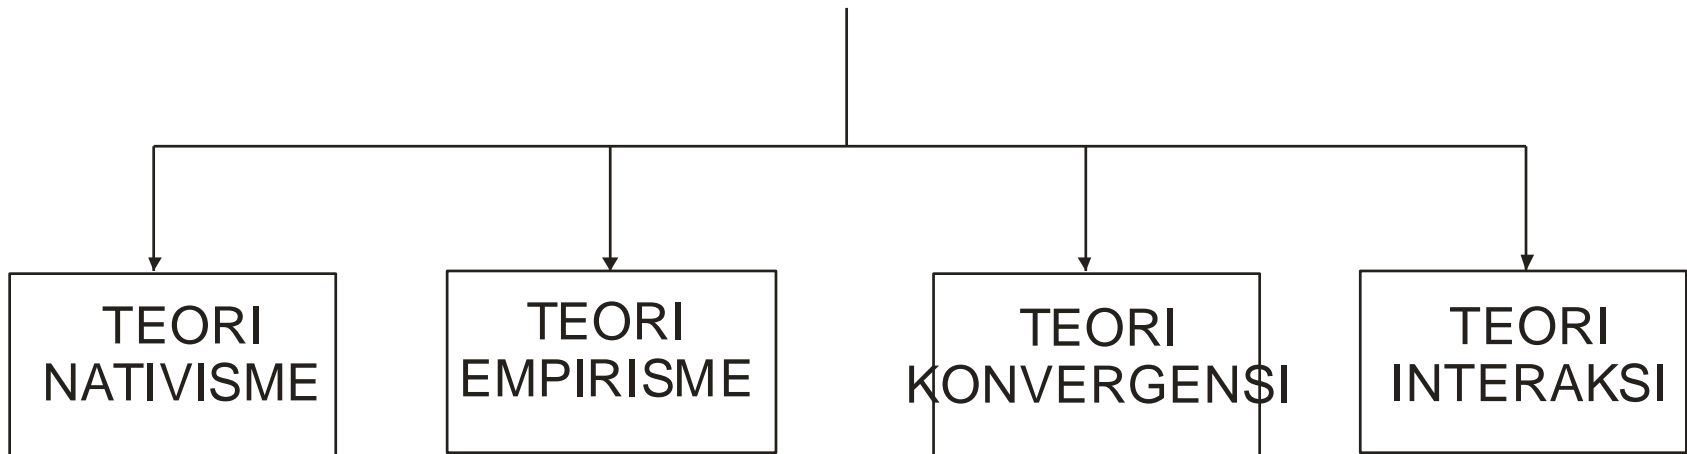 TEORI
NATIVISME
TEORI
EMPIRISME
TEORI
KONVERGENSI
TEORI
INTERAKSI